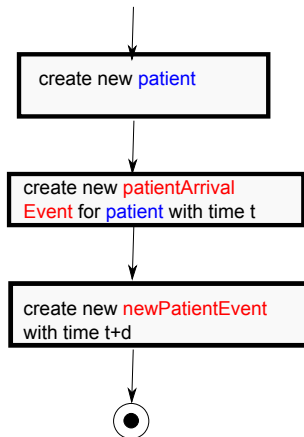 create new patient
create new patientArrival
Event for patient with time t
create new newPatientEvent
with time t+d